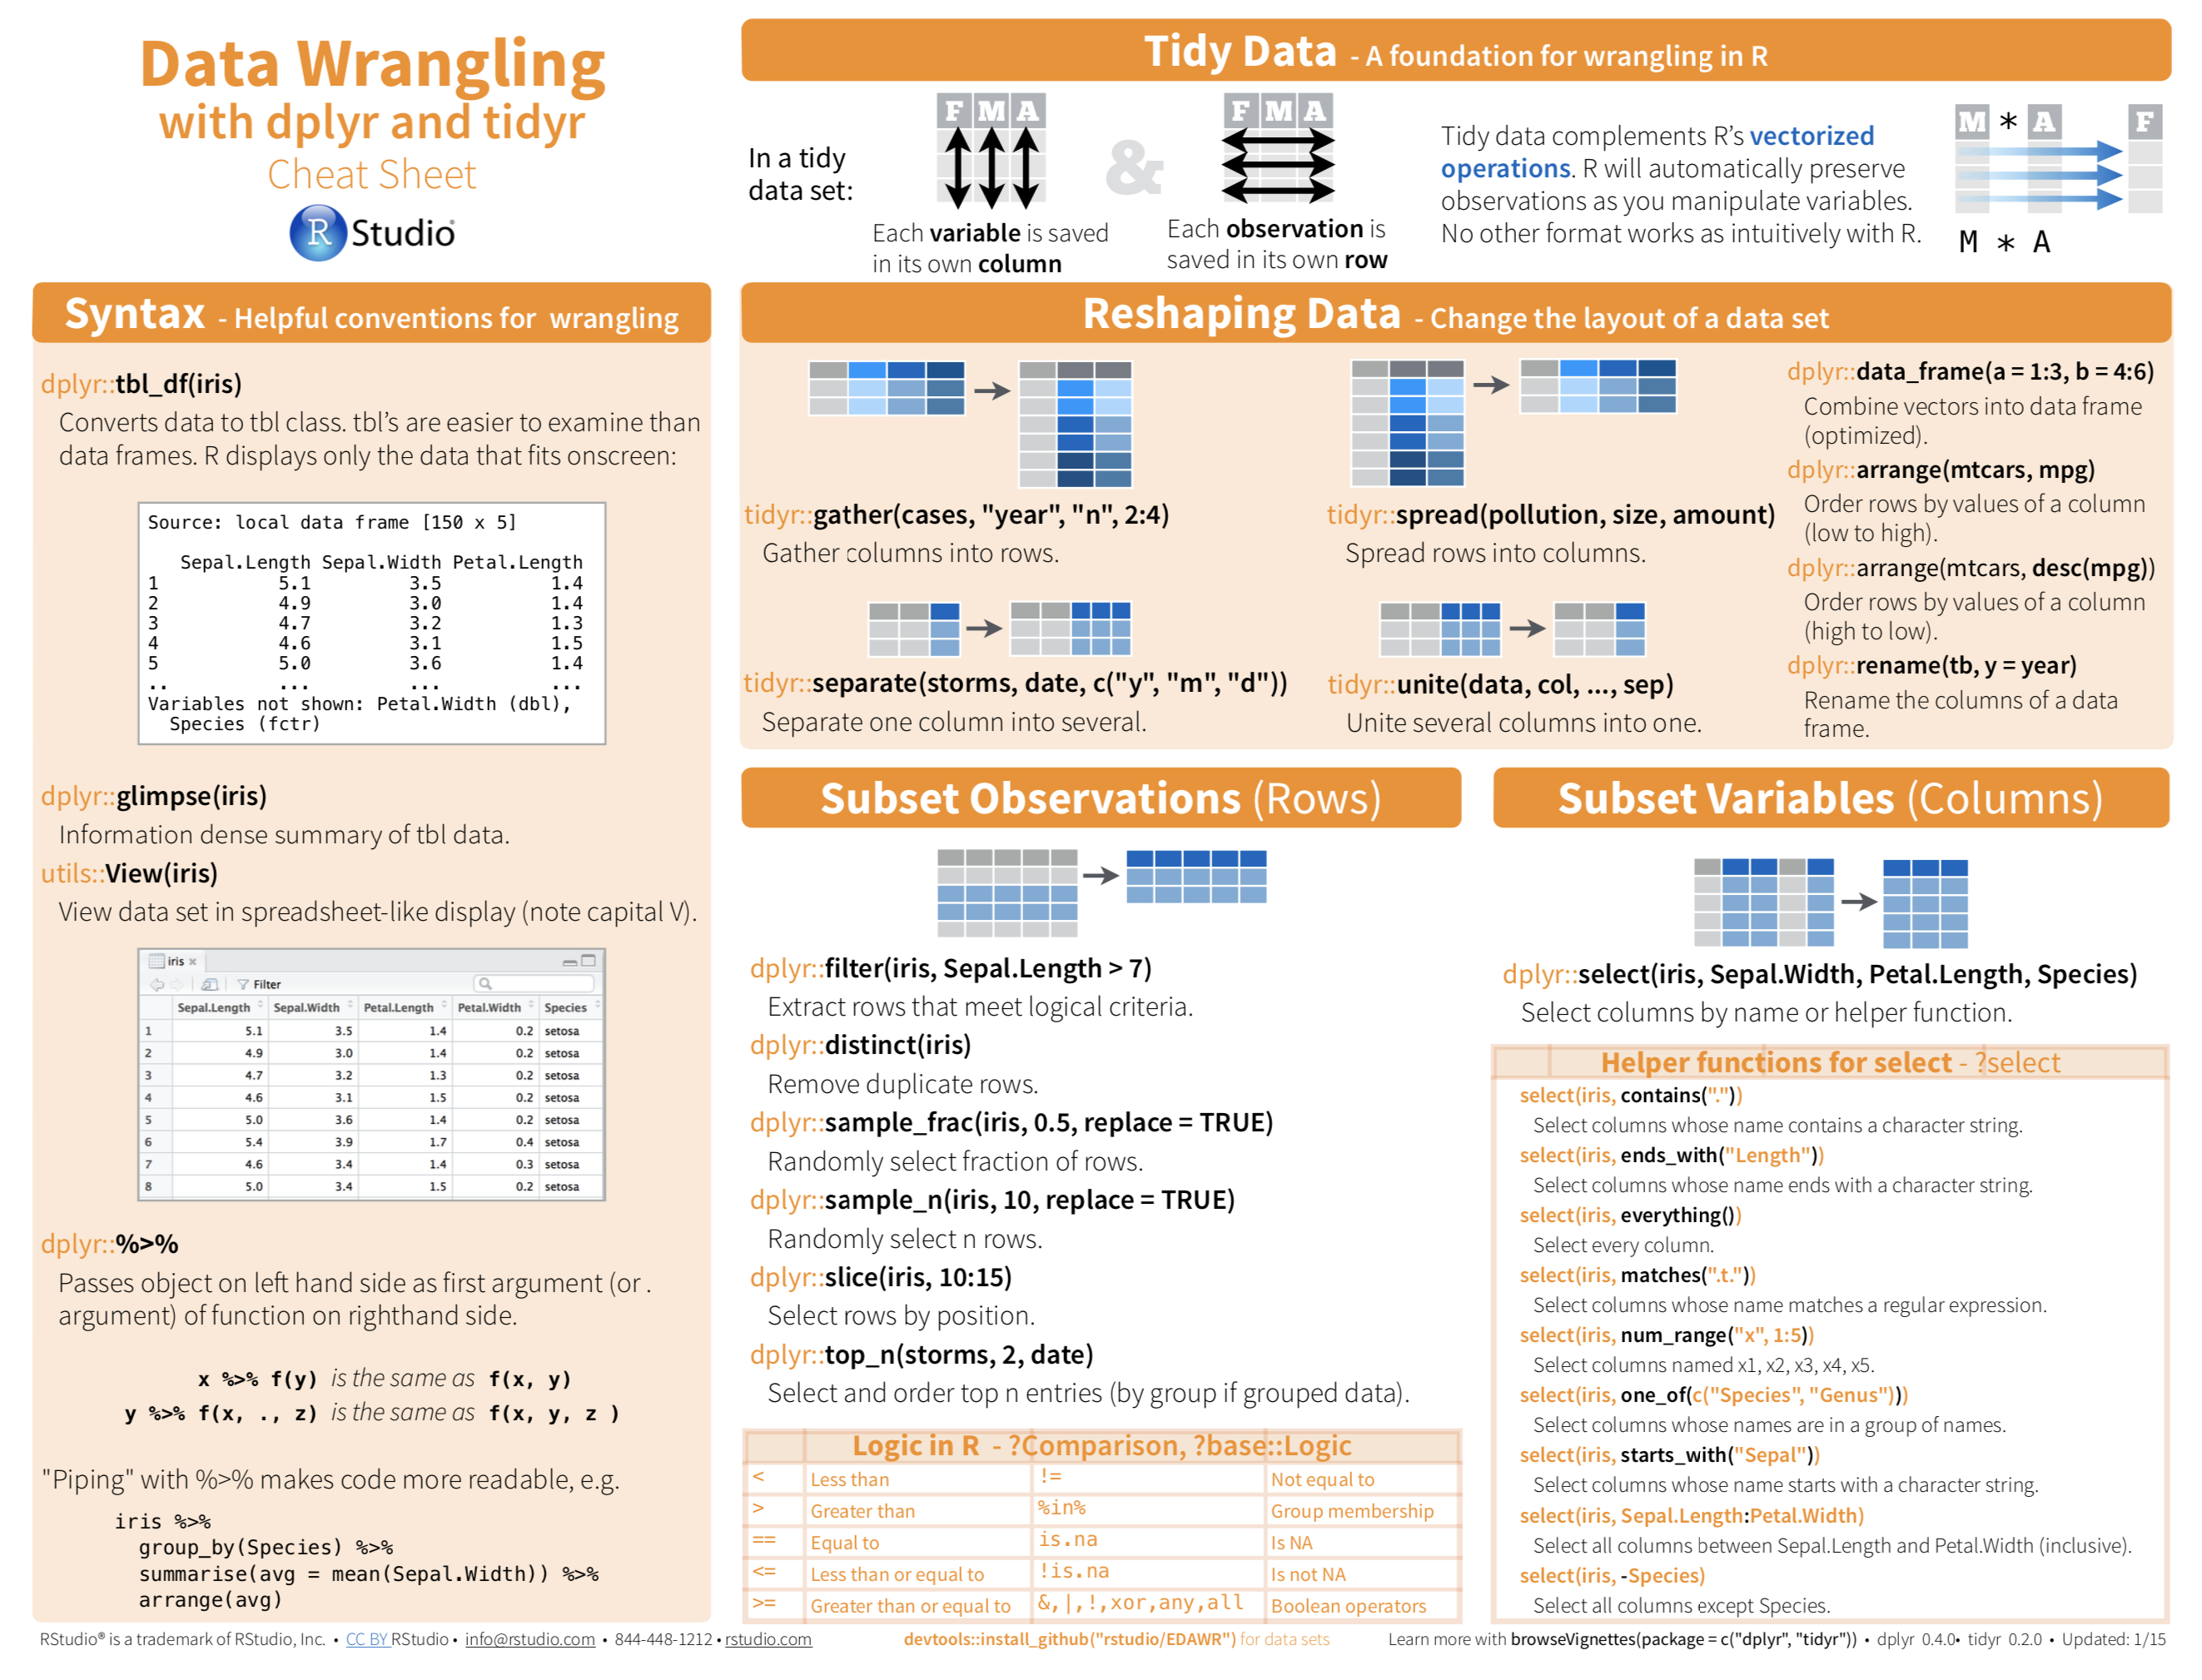 Data Wrangling
with dplyr and tidyr
Cheat Sheet
R Studio®
Syntax - Helpful conventions for wrangling
dplyr::tbl_df(iris)
Converts data to tbl class. tbl’s are easier to examine than
data frames. R displays only the data that fits onscreen:
Source: local data frame [150 x 5]
Sepal.Length Sepal.Width Petal.Length
1 5.1 3.5 1.4
2 4.9 3.0 1.4
3 4.7 3.2 1.3
4 4.6 3.1 1.5
5 5.0 3.6 1.4
.. ... ... ...
Variables not shown: Petal.Width (dbl),
Species (fctr)
dplyr::glimpse(iris)
Information dense summary of tbl data.
utils::View(iris)
View data set in spreadsheet-like display (note capital V).
iris ×
Filter
Sepal.Length Sepal.Width Petal.Length Petal.Width Species
1 5.1 3.5 1.4 0.2 setosa
2 4.9 3.0 1.4 0.2 setosa
3 4.7 3.2 1.3 0.2 setosa
4 4.6 3.1 1.5 0.2 setosa
5 5.0 3.6 1.4 0.2 setosa
6 5.4 3.9 1.7 0.4 setosa
7 4.6 3.4 1.4 0.3 setosa
8 5.0 3.4 1.5 0.2 setosa
dplyr::%>%
Passes object on left hand side as first argument (or .
argument) of function on righthand side.
x %>% f(y) is the same as f(x, y)
y %>% f(x, ., z) is the same as f(x, y, z )
"Piping" with %>% makes code more readable, e.g.
iris %>%
group_by(Species) %>%
summarise(avg = mean(Sepal.Width)) %>%
arrange(avg)
Tidy Data - A foundation for wrangling in R
In a tidy
data set:
F M A
Each variable is saved
in its own column
&
F M A
Each observation is
saved in its own row
Tidy data complements R’s vectorized
operations. R will automatically preserve
observations as you manipulate variables.
No other format works as intuitively with R.
M * A F
M * A
Reshaping Data - Change the layout of a data set
tidyr::gather(cases, "year", "n", 2:4)
Gather columns into rows.
tidyr::spread(pollution, size, amount)
Spread rows into columns.
tidyr::separate(storms, date, c("y", "m", "d"))
Separate one column into several.
tidyr::unite(data, col, ..., sep)
Unite several columns into one.
dplyr::data_frame(a = 1:3, b = 4:6)
Combine vectors into data frame
(optimized).
dplyr::arrange(mtcars, mpg)
Order rows by values of a column
(low to high).
dplyr::arrange(mtcars, desc(mpg))
Order rows by values of a column
(high to low).
dplyr::rename(tb, y = year)
Rename the columns of a data
frame.
Subset Observations (Rows)
dplyr::filter(iris, Sepal.Length > 7)
Extract rows that meet logical criteria.
dplyr::distinct(iris)
Remove duplicate rows.
dplyr::sample_frac(iris, 0.5, replace = TRUE)
Randomly select fraction of rows.
dplyr::sample_n(iris, 10, replace = TRUE)
Randomly select n rows.
dplyr::slice(iris, 10:15)
Select rows by position.
dplyr::top_n(storms, 2, date)
Select and order top n entries (by group if grouped data).
Logic in R - ?Comparison, ?base::Logic
< Less than != Not equal to
> Greater than %in% Group membership
== Equal to is.na Is NA
<= Less than or equal to !is.na Is not NA
>= Greater than or equal to &,|,!,xor,any,all Boolean operators
Subset Variables (Columns)
dplyr::select(iris, Sepal.Width, Petal.Length, Species)
Select columns by name or helper function.
Helper functions for select - ?select
select(iris, contains("."))
Select columns whose name contains a character string.
select(iris, ends_with("Length"))
Select columns whose name ends with a character string.
select(iris, everything())
Select every column.
select(iris, matches(".t."))
Select columns whose name matches a regular expression.
select(iris, num_range("x", 1:5))
Select columns named x1, x2, x3, x4, x5.
select(iris, one_of(c("Species", "Genus")))
Select columns whose names are in a group of names.
select(iris, starts_with("Sepal"))
Select columns whose name starts with a character string.
select(iris, Sepal.Length:Petal.Width)
Select all columns between Sepal.Length and Petal.Width (inclusive).
select(iris, -Species)
Select all columns except Species.
RStudio® is a trademark of RStudio, Inc. • CC BY RStudio • info@rstudio.com • 844-448-1212 • rstudio.com
devtools::install_github("rstudio/EDAWR") for data sets
Learn more with browseVignettes(package = c("dplyr", "tidyr")) • dplyr 0.4.0• tidyr 0.2.0 • Updated: 1/15